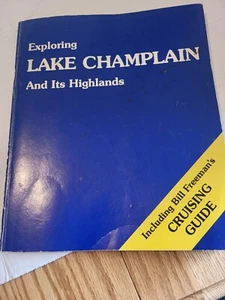 Exploring
LAKE CHAMPLAIN
And Its Highlands
Including Bill Freeman's
CRUISING
GUIDE